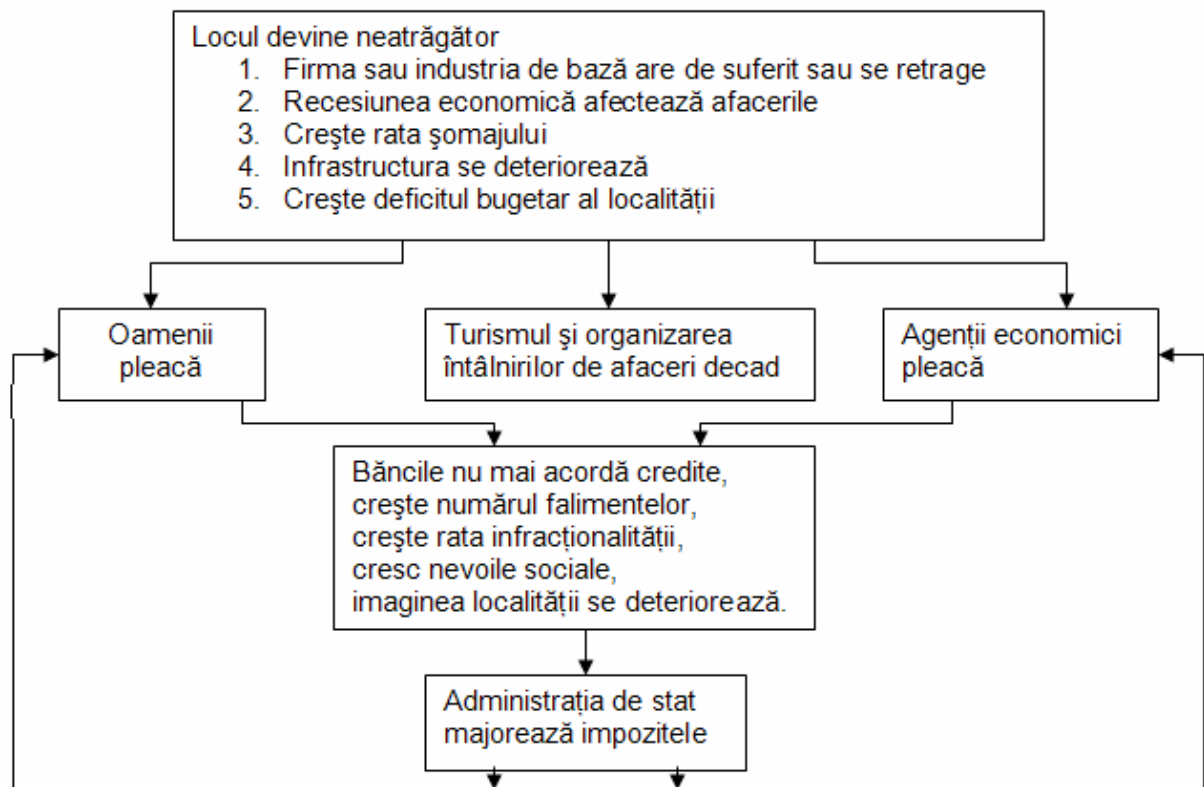 Locul devine neatrăgător
1. Firma sau industria de bază are de suferit sau se retrage
2. Recesiunea economică afectează afacerile
3. Creşte rata şomajului
4. Infrastructura se deteriorează
5. Creşte deficitul bugetar al localităţii
Oamenii
pleacă
Turismul şi organizarea
întâlnirilor de afaceri decad
Agenţii economici
pleacă
Băncile nu mai acordă credite,
creşte numărul falimentelor,
creşte rata infracţionalităţii,
cresc nevoile sociale,
imaginea localităţii se deteriorează.
Administraţia de stat
majorează impozitele